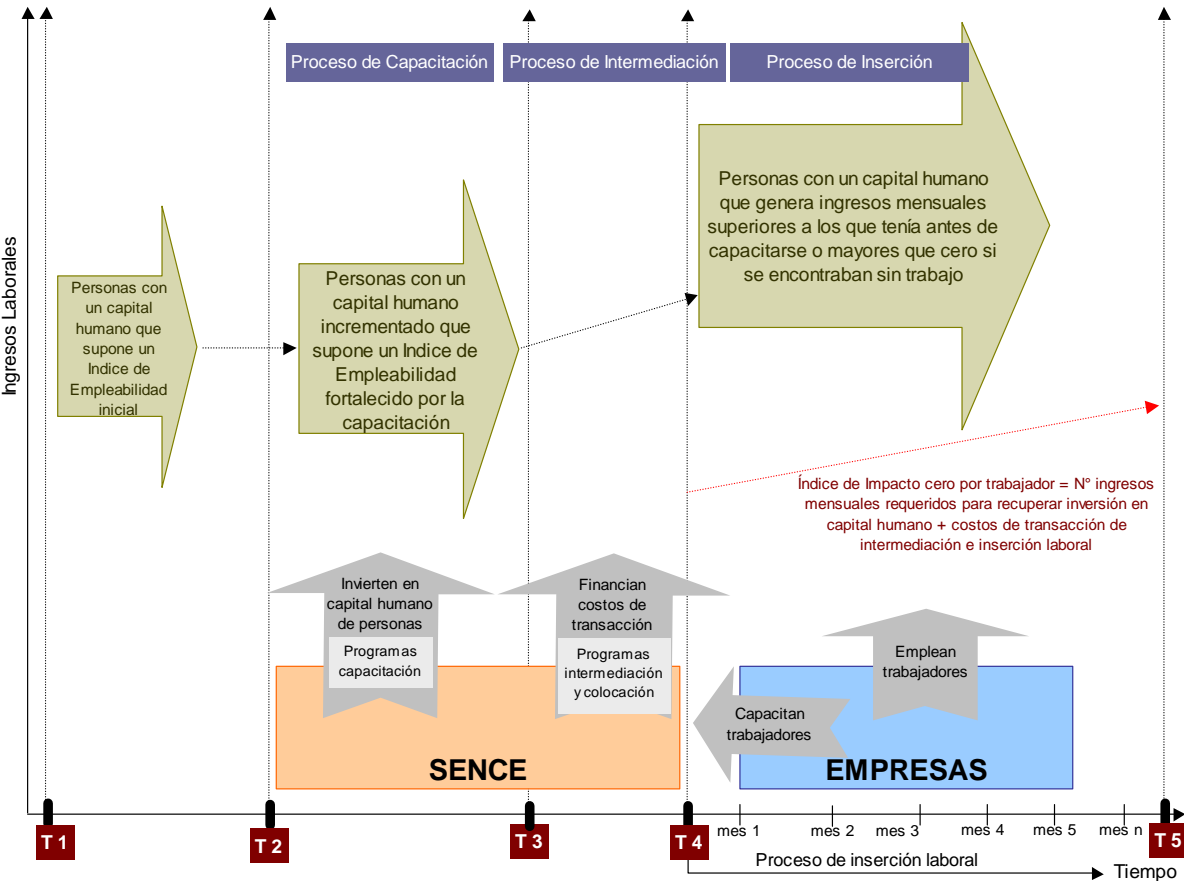 Proceso de Capacitación
Proceso de Intermediación
Proceso de Inserción
Ingresos Laborales
Personas con
un capital
humano que
supone un
Indice de
Empleabilidad
inicial
Personas con un
capital humano
incrementado que
supone un Indice de
Empleabilidad
fortalecido por la
capacitación
Personas con un capital humano
que genera ingresos mensuales
superiores a los que tenía antes de
capacitarse o mayores que cero si
se encontraban sin trabajo
Índice de Impacto cero por trabajador = N° ingresos
mensuales requeridos para recuperar inversión en
capital humano + costos de transacción de
intermediación e inserción laboral
Invierten en
capital humano
de personas
Programas
capacitación
Financian
costos de
transacción
Programas
intermediación
y colocación
Emplean
trabajadores
Capacitan
trabajadores
SENCE
EMPRESAS
T 1
T 2
T 3
T 4
mes 1
mes 2
mes 3
mes 4
mes 5
mes n
T 5
Proceso de inserción laboral
Tiempo